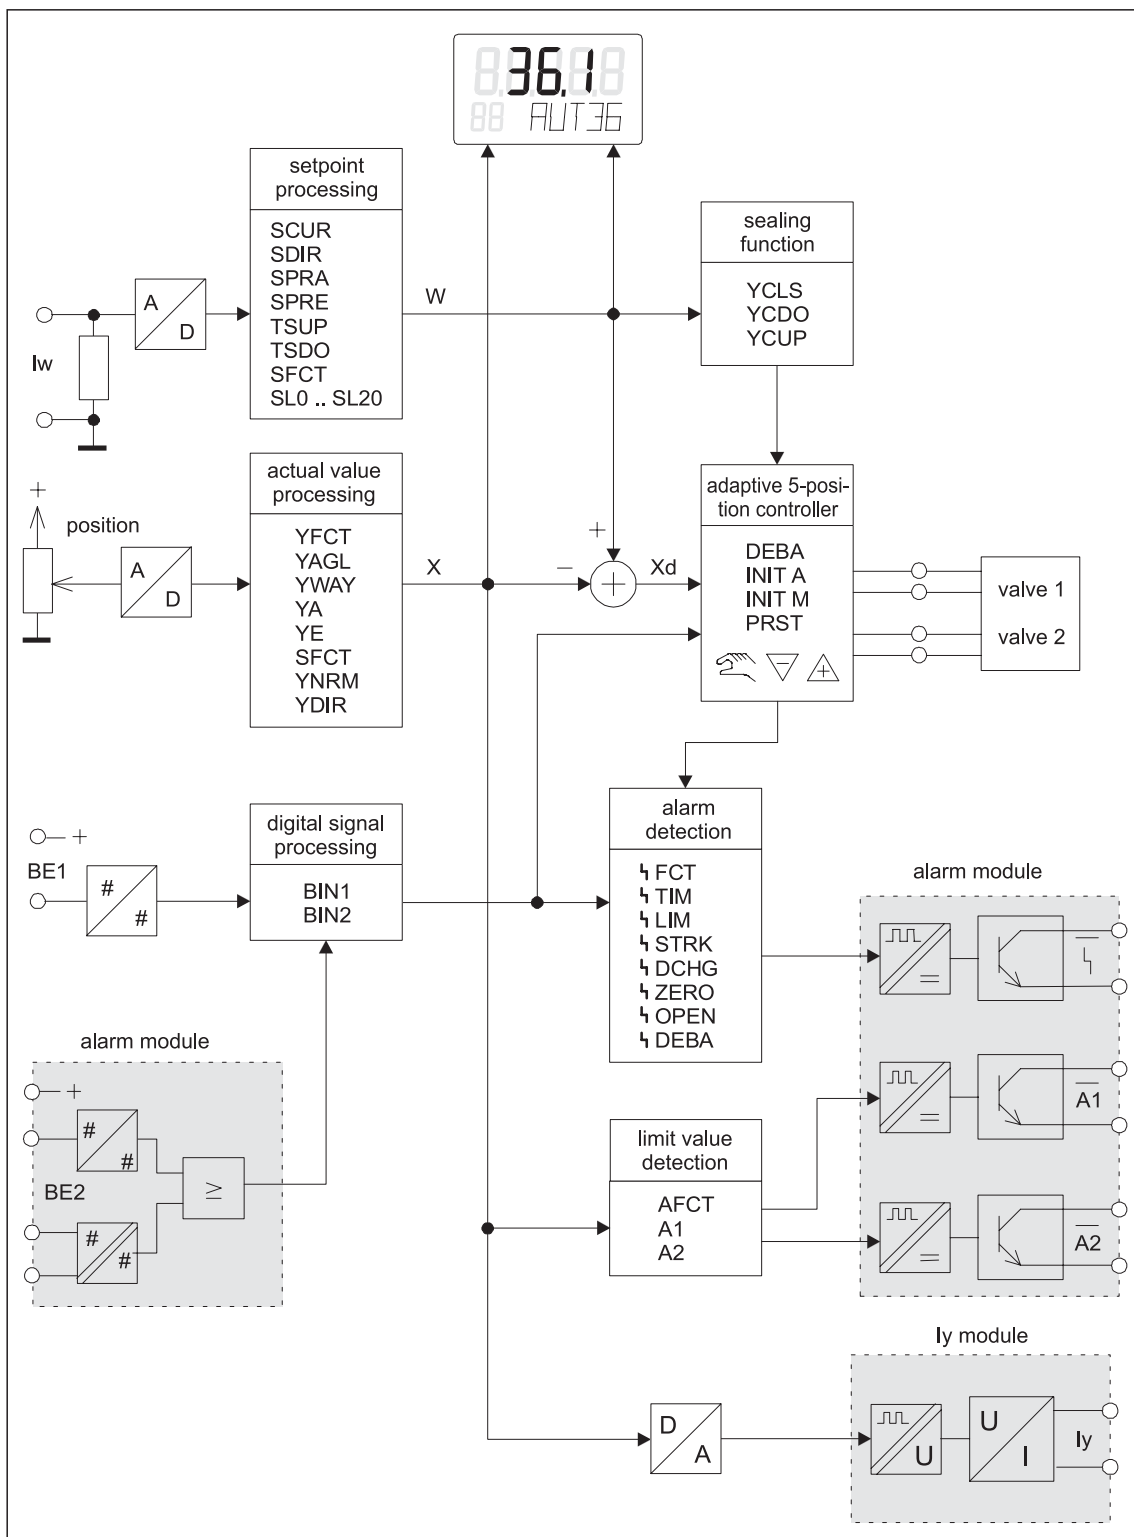 36.1
AUT36
setpoint
processing
SCUR
SDIR
SPRA
SPRE
TSUP
TSDO
SFCT
SL0 .. SL20
A
D
Iw
W
sealing
function
YCLS
YCDO
YCUP
+
position
A
D
actual value
processing
YFCT
YAGL
YWAY
YA
YE
SFCT
YNRM
YDIR
X
+
−
+
Xd
adaptive 5-posi-
tion controller
DEBA
INIT A
INIT M
PRST
−
+
valve 1
valve 2
+
BE1
#
#
digital signal
processing
BIN1
BIN2
alarm
detection
ϟ FCT
ϟ TIM
ϟ LIM
ϟ STRK
ϟ DCHG
ϟ ZERO
ϟ OPEN
ϟ DEBA
alarm module
=
=
A1
=
A2
alarm module
+
#
#
BE2
#
#
≥
limit value
detection
AFCT
A1
A2
Iy module
D
A
U
U
I
Iy